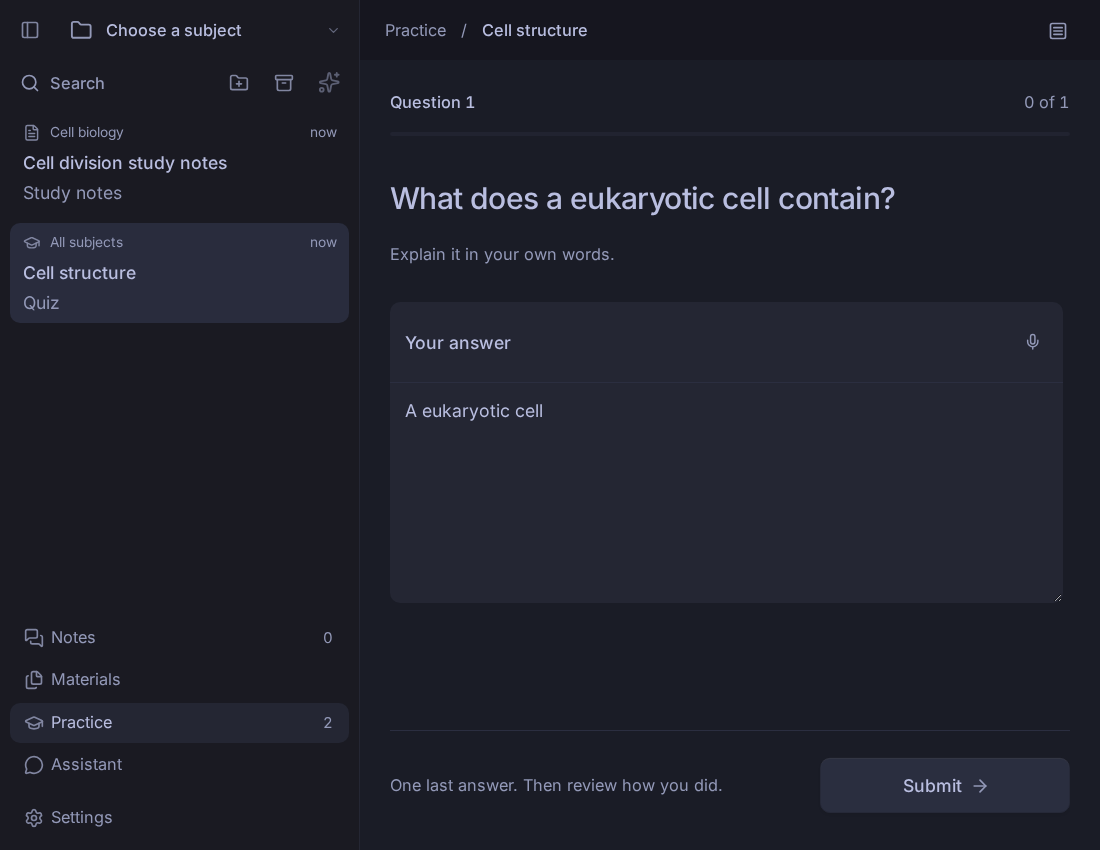 Choose a subject
Search
Cell biology now
Cell division study notes
Study notes
All subjects now
Cell structure
Quiz
Notes 0
Materials
Practice 2
Assistant
Settings
Practice / Cell structure
Question 1 0 of 1
What does a eukaryotic cell contain?
Explain it in your own words.
Your answer
A eukaryotic cell
One last answer. Then review how you did.
Submit